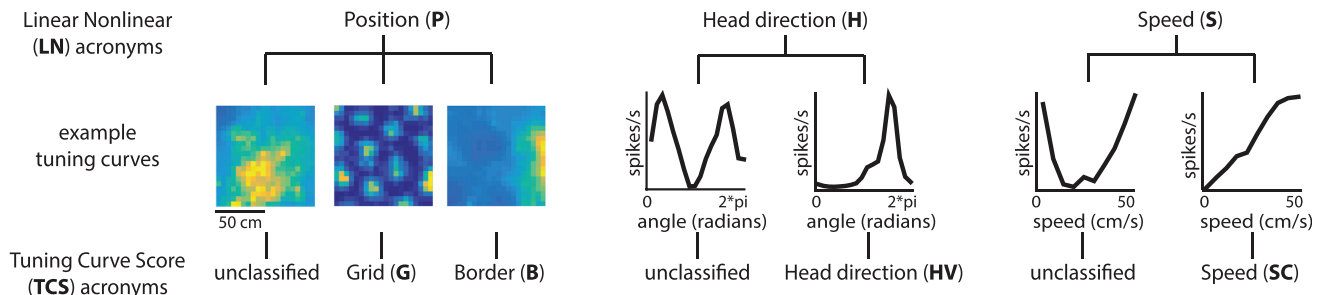 Linear Nonlinear
(LN) acronyms
Position (P)
Head direction (H)
Speed (S)
example
tuning curves
50 cm
spikes/s
0
2*pi
angle (radians)
spikes/s
0
2*pi
angle (radians)
spikes/s
0
50
speed (cm/s)
spikes/s
0
50
speed (cm/s)
Tuning Curve Score
(TCS) acronyms
unclassified
Grid (G)
Border (B)
unclassified
Head direction (HV)
unclassified
Speed (SC)